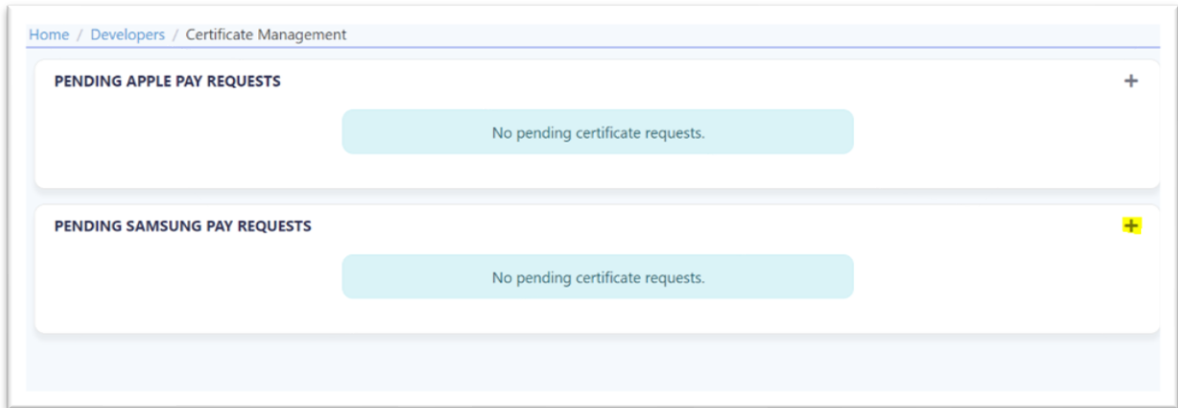 Home / Developers / Certificate Management
PENDING APPLE PAY REQUESTS
+
No pending certificate requests.
PENDING SAMSUNG PAY REQUESTS
+
No pending certificate requests.